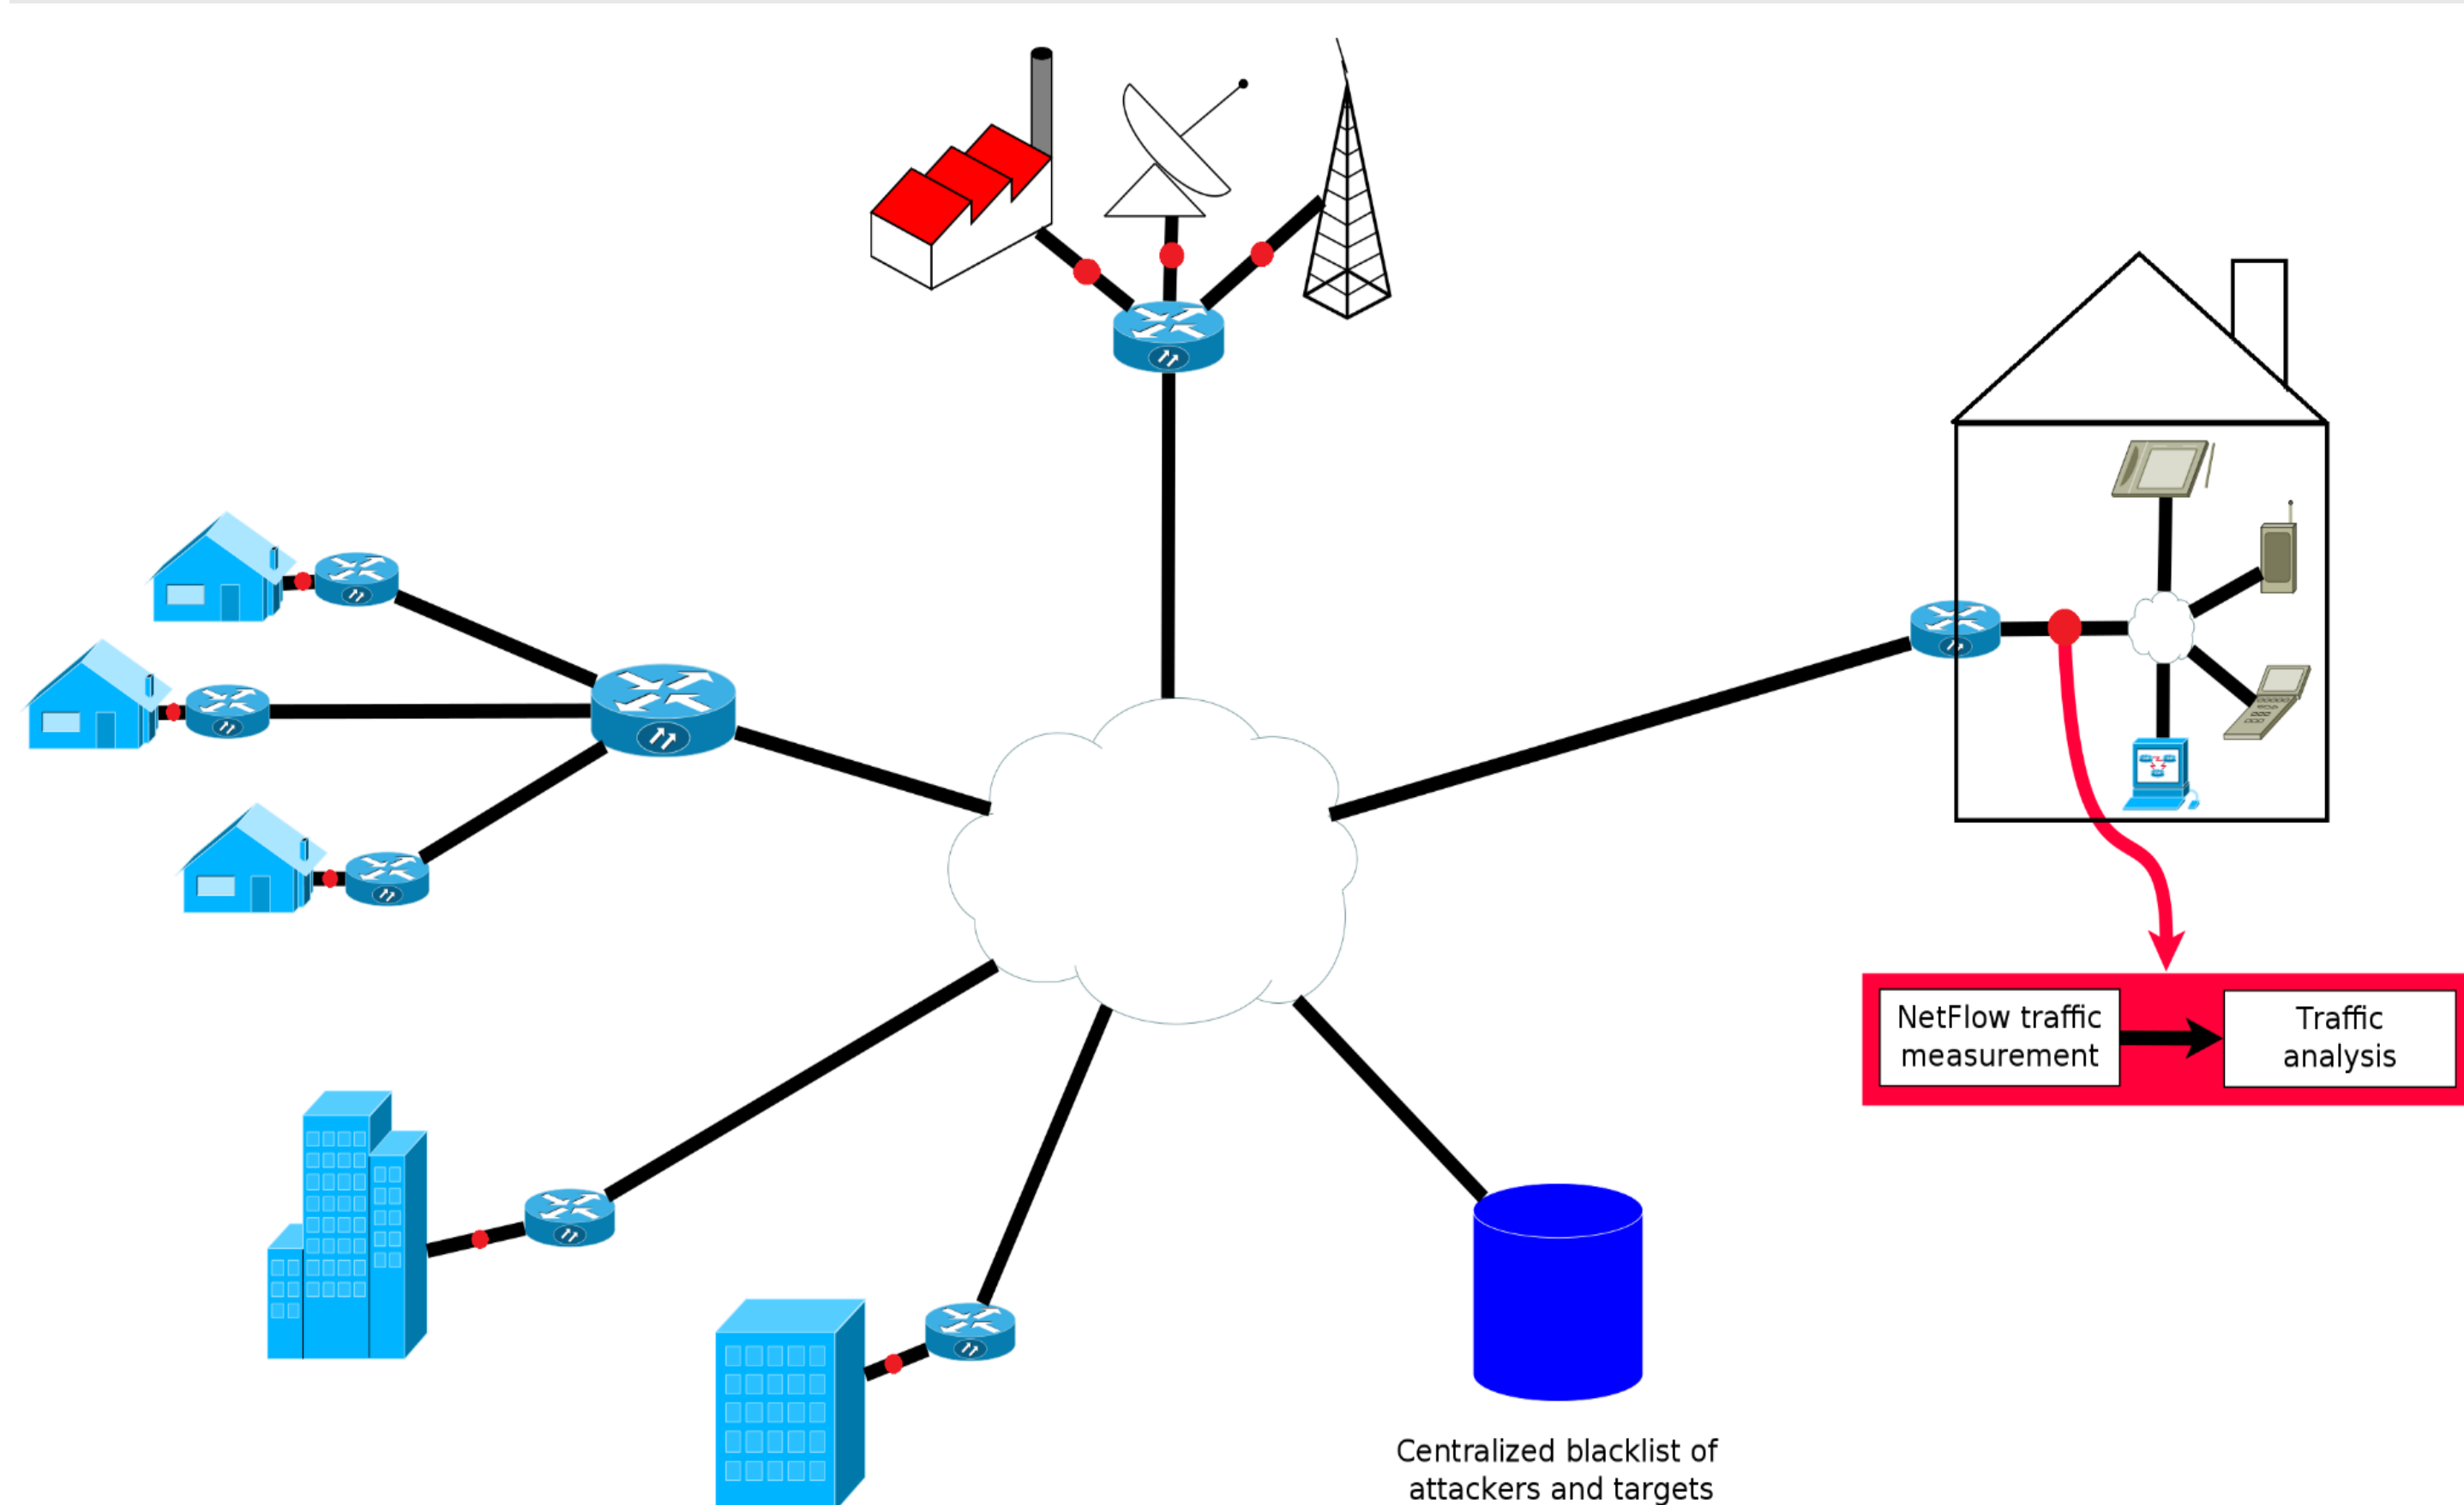 NetFlow traffic
measurement
Traffic
analysis
Centralized blacklist of
attackers and targets